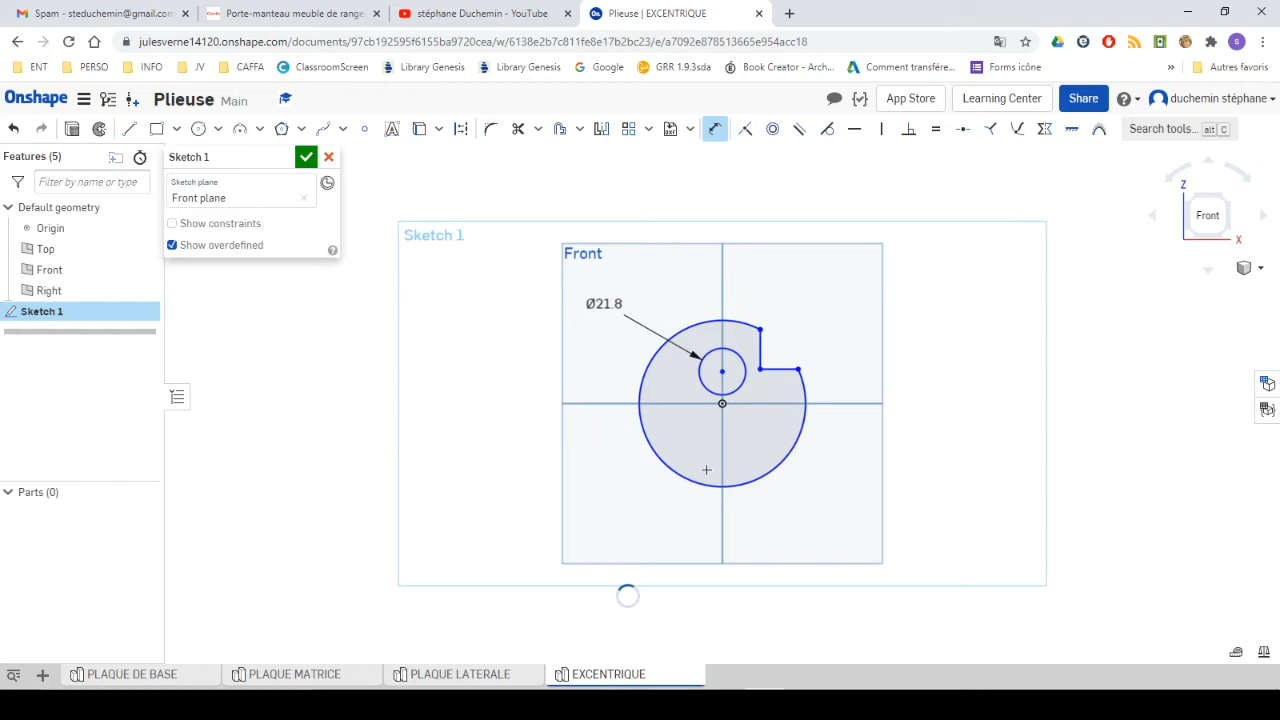 Spam - steduchemin@gmail.com
Porte-manteau meuble de range
stéphane Duchemin - YouTube
Plieuse | EXCENTRIQUE
julesverne14120.onshape.com/documents/97cb192595f6155ba9720cea/w/6138e2b7c811fe8e17b2bc23/e/a7092e878513665e954acc18
ENT
PERSO
INFO
JV
CAFFA
ClassroomScreen
Library Genesis
Library Genesis
Google
GRR 1.9.3sda
Book Creator - Arch...
Comment transfére...
Forms icône
»
Autres favoris
Onshape
Plieuse Main
App Store
Learning Center
Share
duchemin stéphane
Search tools... alt C
Features (5)
Filter by name or type
Default geometry
Origin
Top
Front
Right
Sketch 1
Parts (0)
Sketch 1
Sketch plane
Front plane
Show constraints
Show overdefined
Sketch 1
Front
Ø21.8
Z
Front
X
PLAQUE DE BASE
PLAQUE MATRICE
PLAQUE LATERALE
EXCENTRIQUE